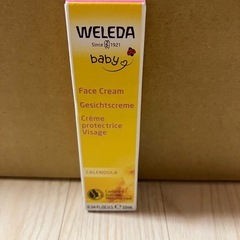 WELEDA
Since 1921
baby
Face Cream
Gesichtscreme
Crème
protectrice
Visage
CALENDULA